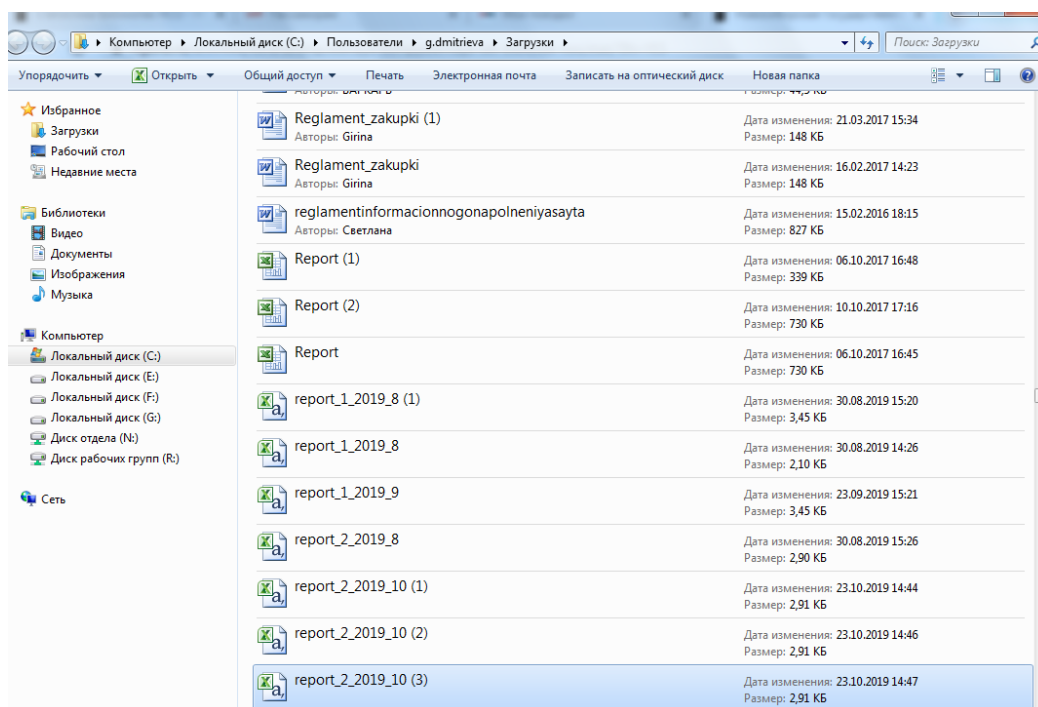 Компьютер ▸ Локальный диск (C:) ▸ Пользователи ▸ g.dmitrieva ▸ Загрузки ▸
Поиск: Загрузки
Упорядочить Открыть Общий доступ Печать Электронная почта Записать на оптический диск Новая папка
Избранное
Загрузки
Рабочий стол
Недавние места
Библиотеки
Видео
Документы
Изображения
Музыка
Компьютер
Локальный диск (C:)
Локальный диск (E:)
Локальный диск (F:)
Локальный диск (G:)
Диск отдела (N:)
Диск рабочих групп (R:)
Сеть
Reglament_zakupki (1)
Авторы: Girina
Дата изменения: 21.03.2017 15:34
Размер: 148 КБ
Reglament_zakupki
Авторы: Girina
Дата изменения: 16.02.2017 14:23
Размер: 148 КБ
reglamentinformacionnogonapolneniyasayta
Авторы: Светлана
Дата изменения: 15.02.2016 18:15
Размер: 827 КБ
Report (1)
Дата изменения: 06.10.2017 16:48
Размер: 339 КБ
Report (2)
Дата изменения: 10.10.2017 17:16
Размер: 730 КБ
Report
Дата изменения: 06.10.2017 16:45
Размер: 730 КБ
report_1_2019_8 (1)
Дата изменения: 30.08.2019 15:20
Размер: 3,45 КБ
report_1_2019_8
Дата изменения: 30.08.2019 14:26
Размер: 2,10 КБ
report_1_2019_9
Дата изменения: 23.09.2019 15:21
Размер: 3,45 КБ
report_2_2019_8
Дата изменения: 30.08.2019 15:26
Размер: 2,90 КБ
report_2_2019_10 (1)
Дата изменения: 23.10.2019 14:44
Размер: 2,91 КБ
report_2_2019_10 (2)
Дата изменения: 23.10.2019 14:46
Размер: 2,91 КБ
report_2_2019_10 (3)
Дата изменения: 23.10.2019 14:47
Размер: 2,91 КБ